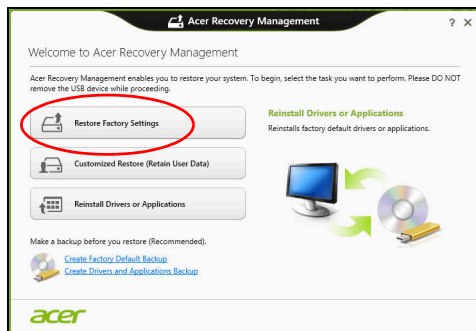 Acer Recovery Management
? ×
Welcome to Acer Recovery Management
Acer Recovery Management enables you to restore your system. To begin, select the task you want to perform. Please DO NOT
remove the USB device while proceeding.
Restore Factory Settings
Customized Restore (Retain User Data)
Reinstall Drivers or Applications
Reinstall Drivers or Applications
Reinstalls factory default drivers or applications.
Make a backup before you restore (Recommended).
Create Factory Default Backup
Create Drivers and Applications Backup
acer